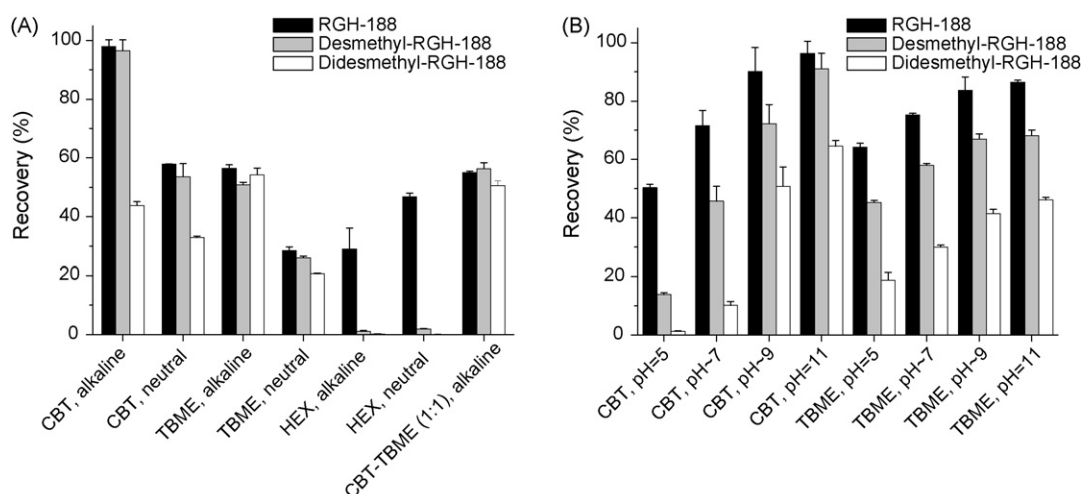 (A)
RGH-188
Desmethyl-RGH-188
Didesmethyl-RGH-188
Recovery (%)
100
80
60
40
20
0
CBT, alkaline
CBT, neutral
TBME, alkaline
TBME, neutral
HEX, alkaline
HEX, neutral
CBT-TBME (1:1), alkaline
(B)
RGH-188
Desmethyl-RGH-188
Didesmethyl-RGH-188
Recovery (%)
100
80
60
40
20
0
CBT, pH=5
CBT, pH~7
CBT, pH~9
CBT, pH=11
TBME, pH=5
TBME, pH~7
TBME, pH~9
TBME, pH=11